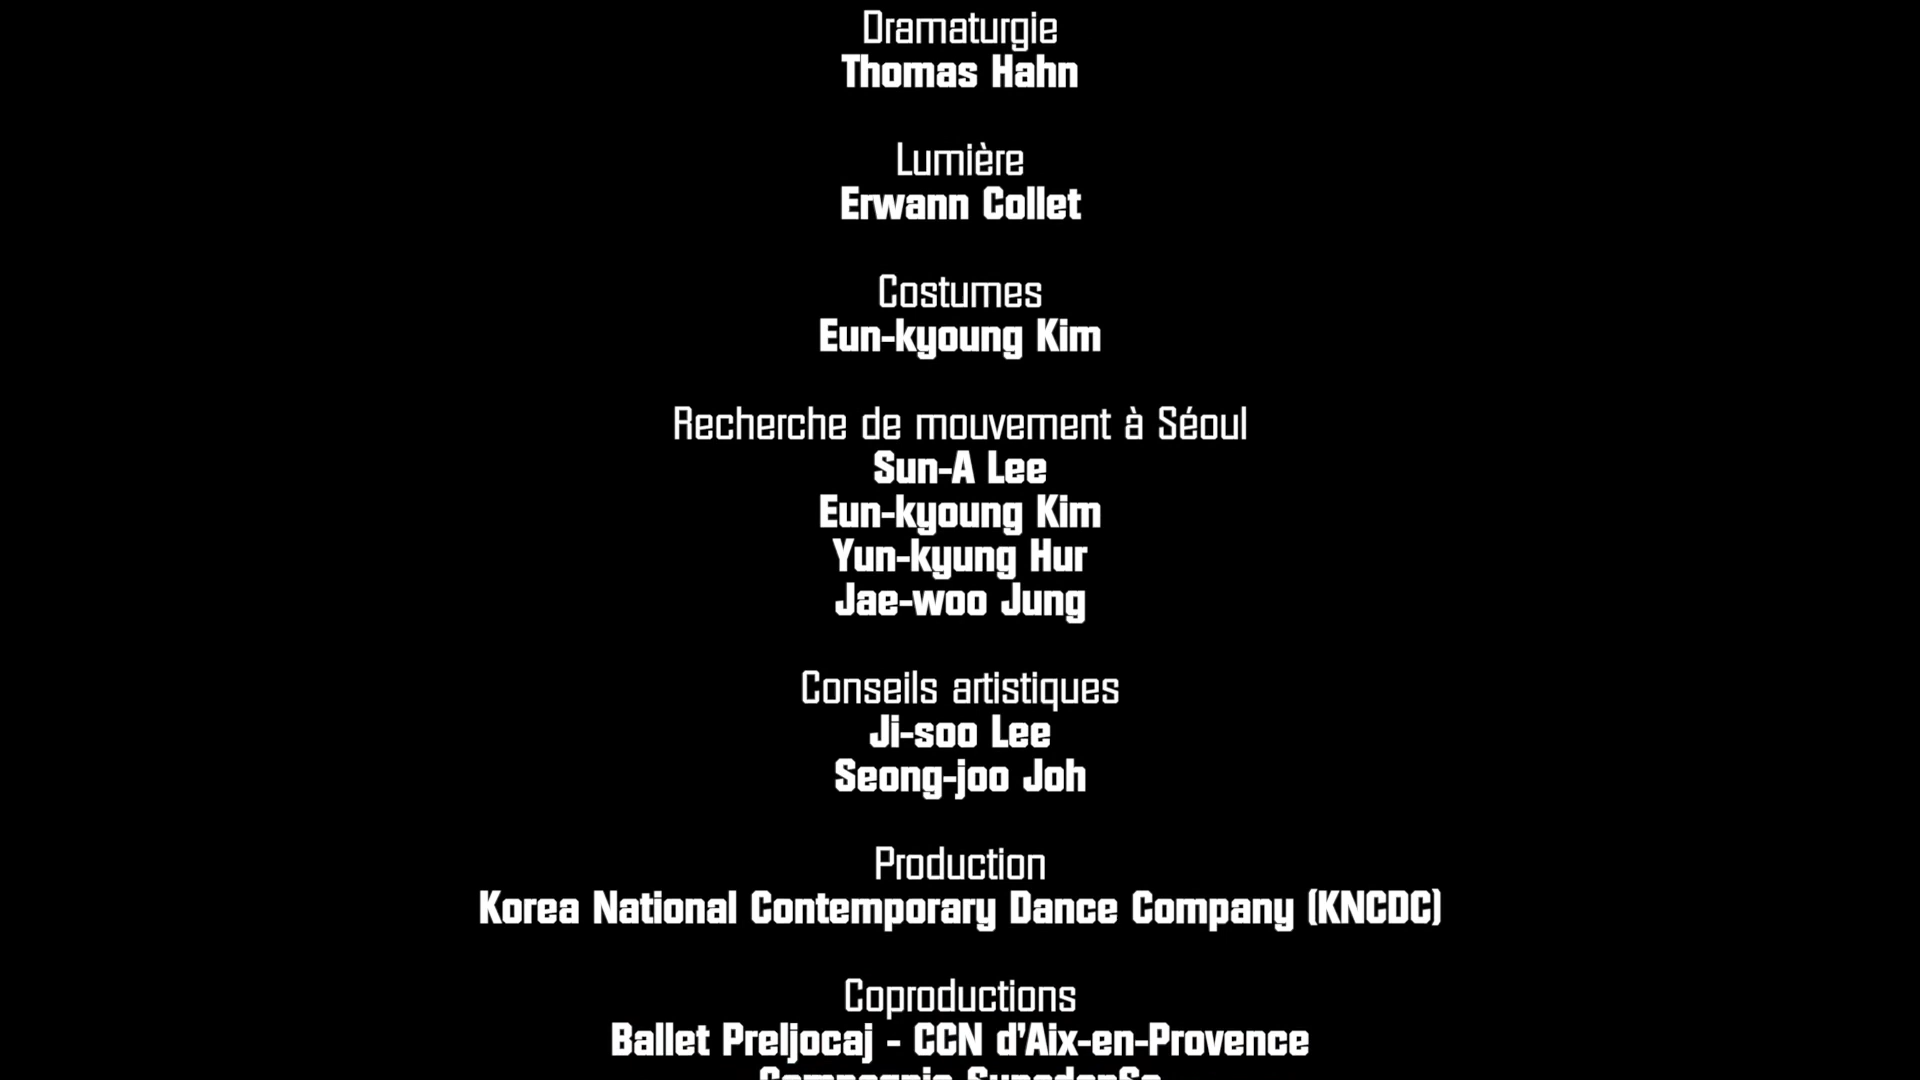 Dramaturgie
Thomas Hahn
Lumière
Erwann Collet
Costumes
Eun-kyoung Kim
Recherche de mouvement à Séoul
Sun-A Lee
Eun-kyoung Kim
Yun-kyung Hur
Jae-woo Jung
Conseils artistiques
Ji-soo Lee
Seong-joo Joh
Production
Korea National Contemporary Dance Company (KNCDC)
Coproductions
Ballet Preljocaj - CCN d’Aix-en-Provence
Compagnie